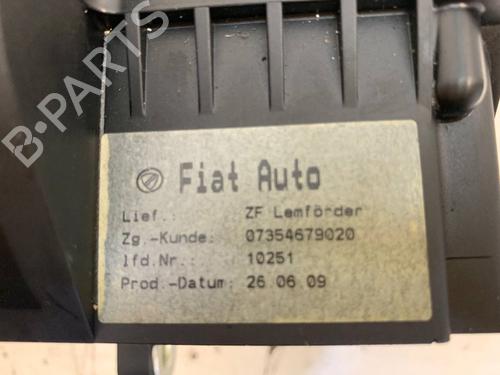 B-PARTS
Fiat Auto
Lief.: ZF Lemförder
Zg.-Kunde: 07354679020
lfd.Nr.: 10251
Prod.-Datum: 26.06.09